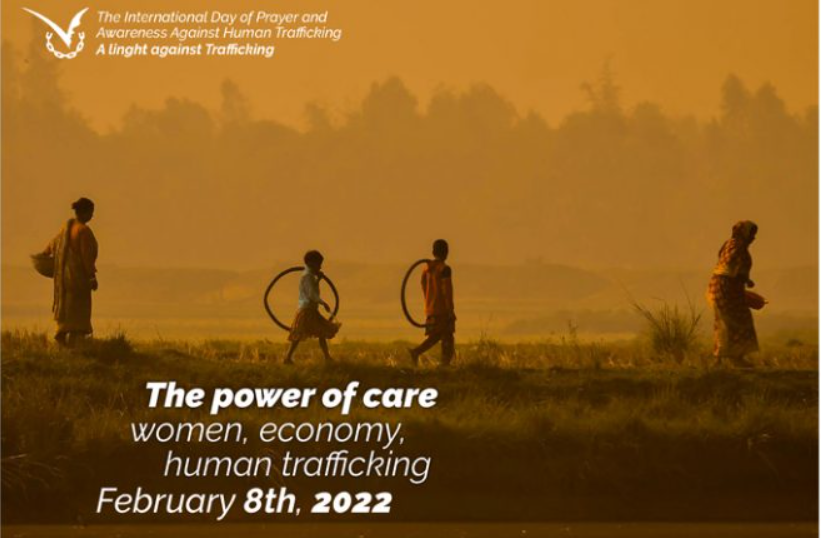 The International Day of Prayer and
Awareness Against Human Trafficking
A linght against Trafficking
The power of care
women, economy,
human trafficking
February 8th, 2022